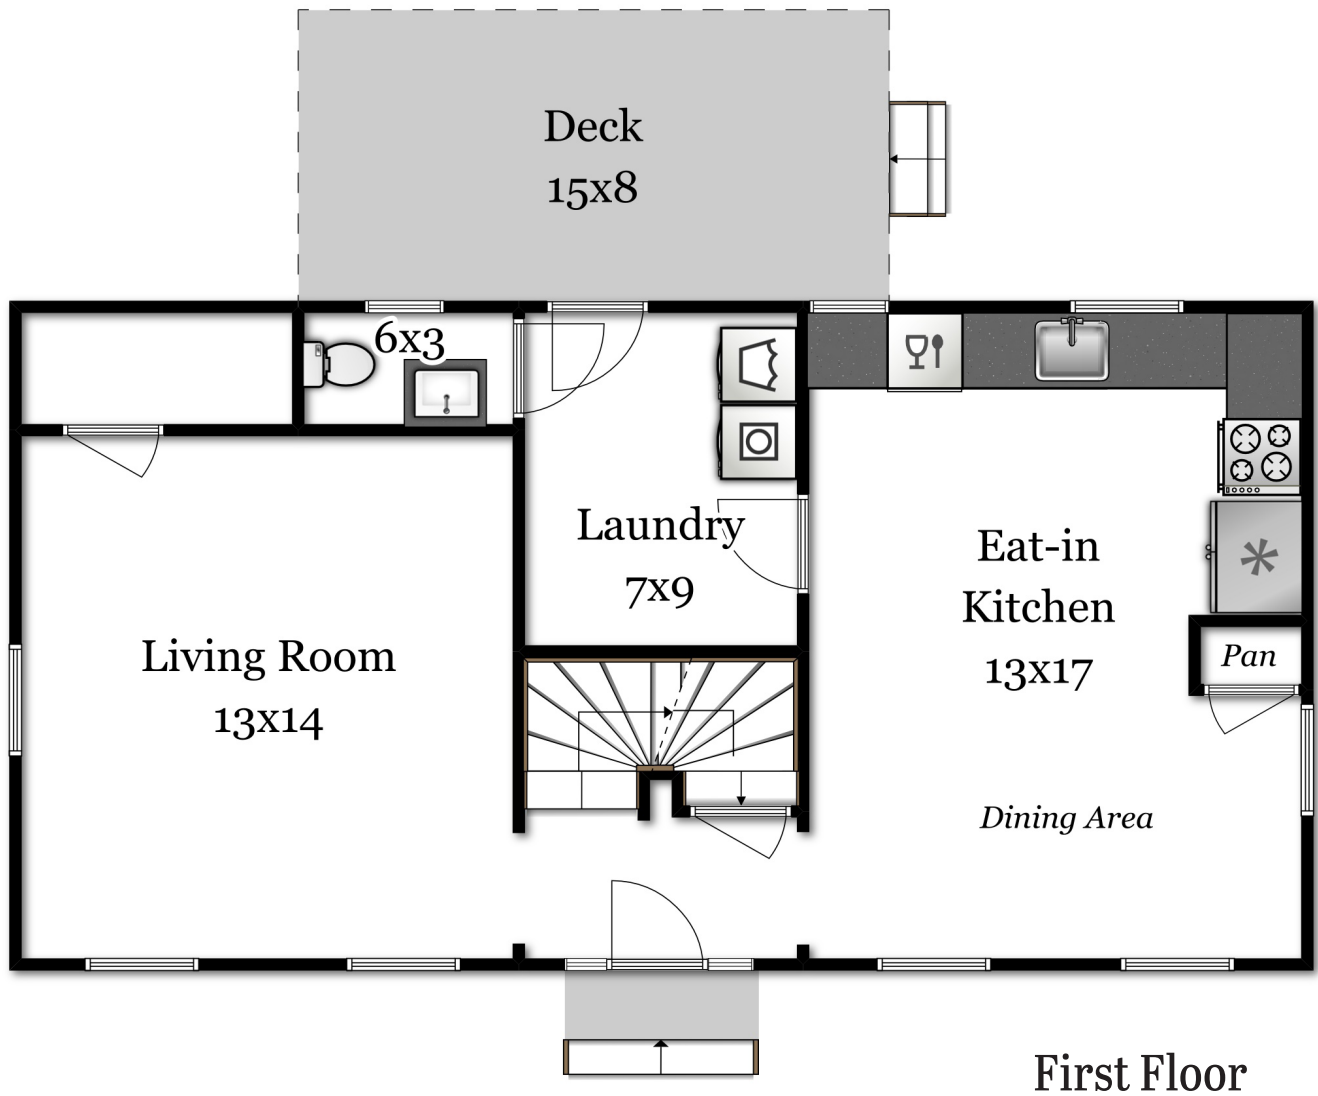 Deck
15x8
6x3
Laundry
7x9
Eat-in
Kitchen
13x17
Pan
Living Room
13x14
Dining Area
First Floor